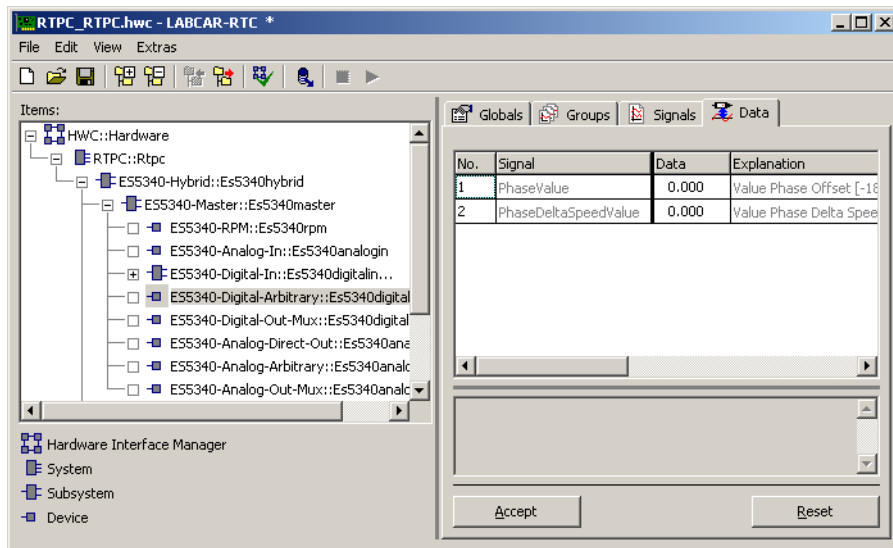 RTPC_RTPC.hwc - LABCAR-RTC *
File Edit View Extras
Items:
HWC::Hardware
RTPC::Rtpc
ES5340-Hybrid::Es5340hybrid
ES5340-Master::Es5340master
ES5340-RPM::Es5340rpm
ES5340-Analog-In::Es5340analogin
ES5340-Digital-In::Es5340digitalin...
ES5340-Digital-Arbitrary::Es5340digital
ES5340-Digital-Out-Mux::Es5340digital
ES5340-Analog-Direct-Out::Es5340ana
ES5340-Analog-Arbitrary::Es5340analo
ES5340-Analog-Out-Mux::Es5340analo
Hardware Interface Manager
System
Subsystem
Device
Globals Groups Signals Data
No. Signal Data Explanation
1 PhaseValue 0.000 Value Phase Offset [-18
2 PhaseDeltaSpeedValue 0.000 Value Phase Delta Spee
Accept Reset